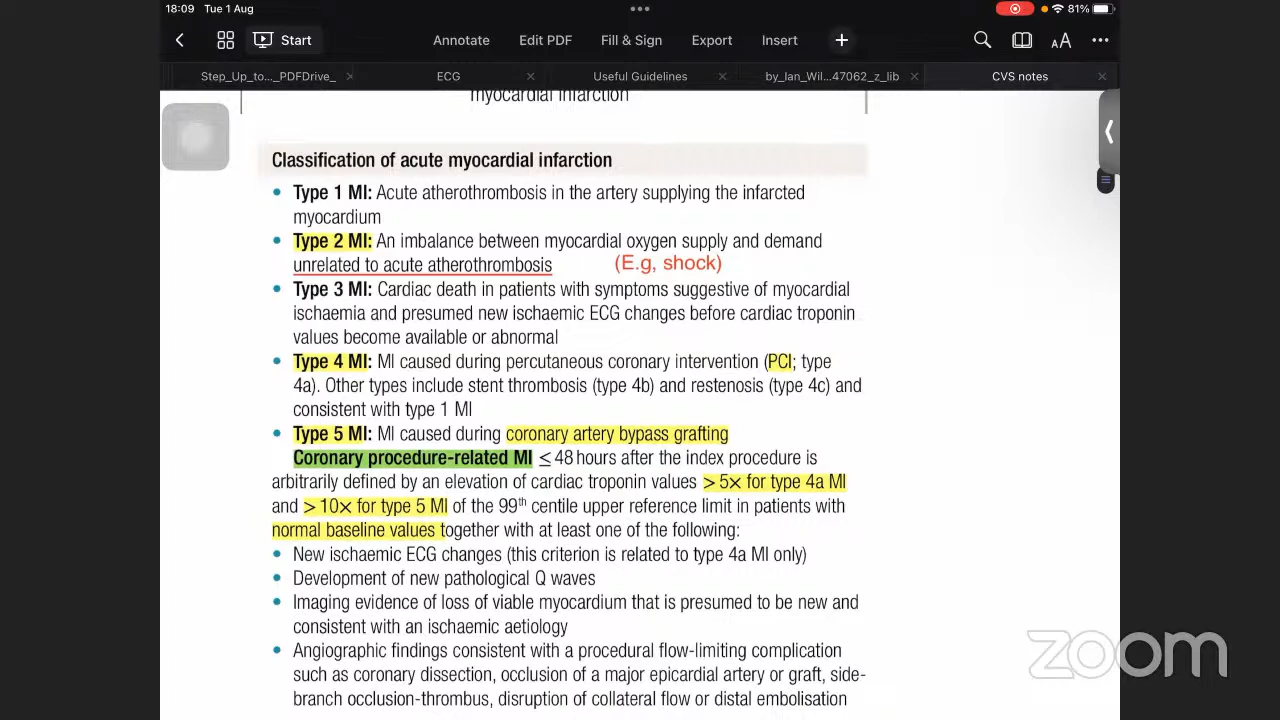 18:09 Tue 1 Aug
81%
Start
Annotate Edit PDF Fill & Sign Export Insert
AA
Step_Up_to..._PDFDrive_ × ECG × Useful Guidelines × by_Ian_Wil...47062_z_lib × CVS notes ×
myocardial infarction
Classification of acute myocardial infarction
• Type 1 MI: Acute atherothrombosis in the artery supplying the infarcted
myocardium
• Type 2 MI: An imbalance between myocardial oxygen supply and demand
unrelated to acute atherothrombosis (E.g, shock)
• Type 3 MI: Cardiac death in patients with symptoms suggestive of myocardial
ischaemia and presumed new ischaemic ECG changes before cardiac troponin
values become available or abnormal
• Type 4 MI: MI caused during percutaneous coronary intervention (PCI; type
4a). Other types include stent thrombosis (type 4b) and restenosis (type 4c) and
consistent with type 1 MI
• Type 5 MI: MI caused during coronary artery bypass grafting
Coronary procedure-related MI ≤ 48 hours after the index procedure is
arbitrarily defined by an elevation of cardiac troponin values > 5× for type 4a MI
and > 10× for type 5 MI of the 99th centile upper reference limit in patients with
normal baseline values together with at least one of the following:
• New ischaemic ECG changes (this criterion is related to type 4a MI only)
• Development of new pathological Q waves
• Imaging evidence of loss of viable myocardium that is presumed to be new and
consistent with an ischaemic aetiology
• Angiographic findings consistent with a procedural flow-limiting complication
such as coronary dissection, occlusion of a major epicardial artery or graft, side-
branch occlusion-thrombus, disruption of collateral flow or distal embolisation
zoom